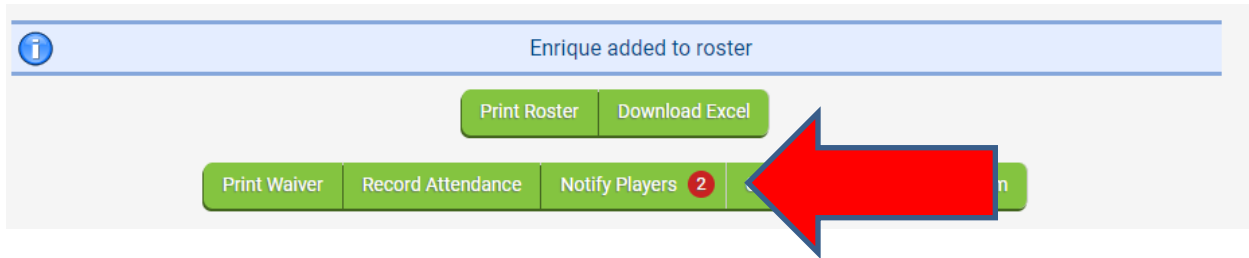 Enrique added to roster
Print Roster Download Excel
Print Waiver Record Attendance Notify Players 2